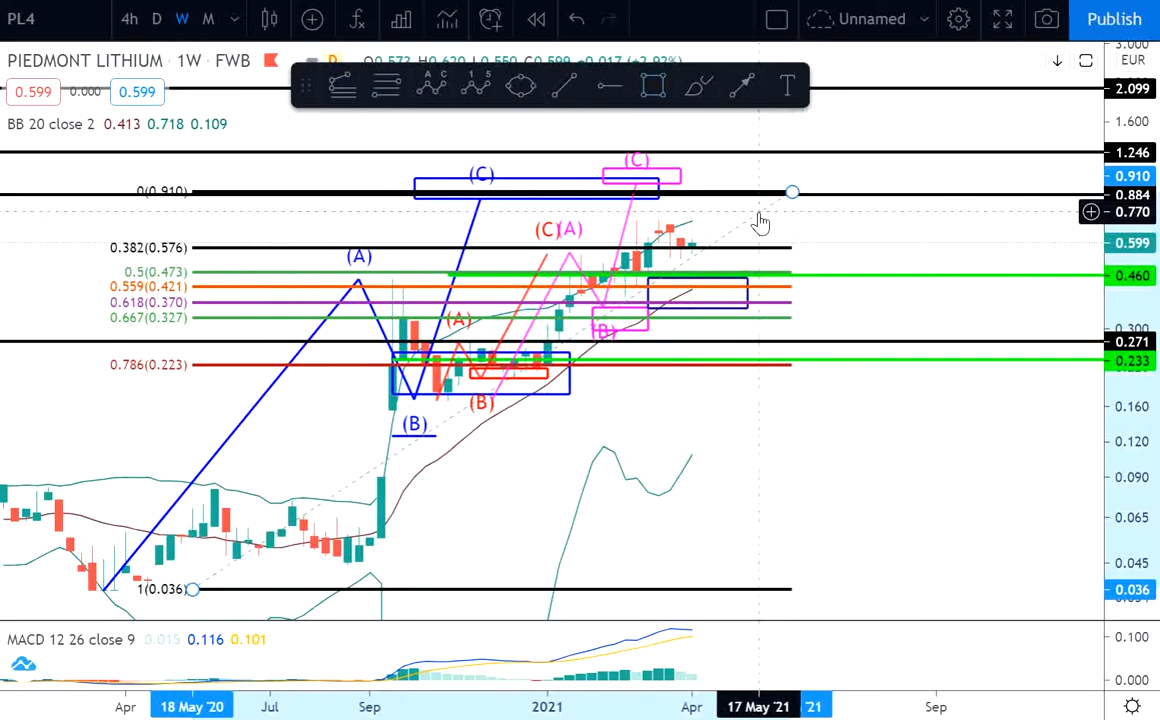 PL4 4h D W M Unnamed Publish
PIEDMONT LITHIUM · 1W · FWB D O0.573 H0.620 L0.550 C0.599 +0.017 (+2.92%) EUR
A C 1 5 T
0.599 0.000 0.599
BB 20 close 2 0.413 0.718 0.109
3.000
2.099
1.600
1.246
0.910
0.884
0.770
0.599
0.460
0.300
0.271
0.233
0.160
0.120
0.090
0.065
0.045
0.036
(C)
(C)
0(0.910)
(C)(A)
0.382(0.576)
(A)
0.5(0.473)
0.559(0.421)
0.618(0.370)
0.667(0.327)
(A)
(B)
0.786(0.223)
(B)
(B)
1(0.036)
MACD 12 26 close 9 0.015 0.116 0.101
0.100
0.000
Apr 18 May '20 Jul Sep 2021 Apr 17 May '21 '21 Sep